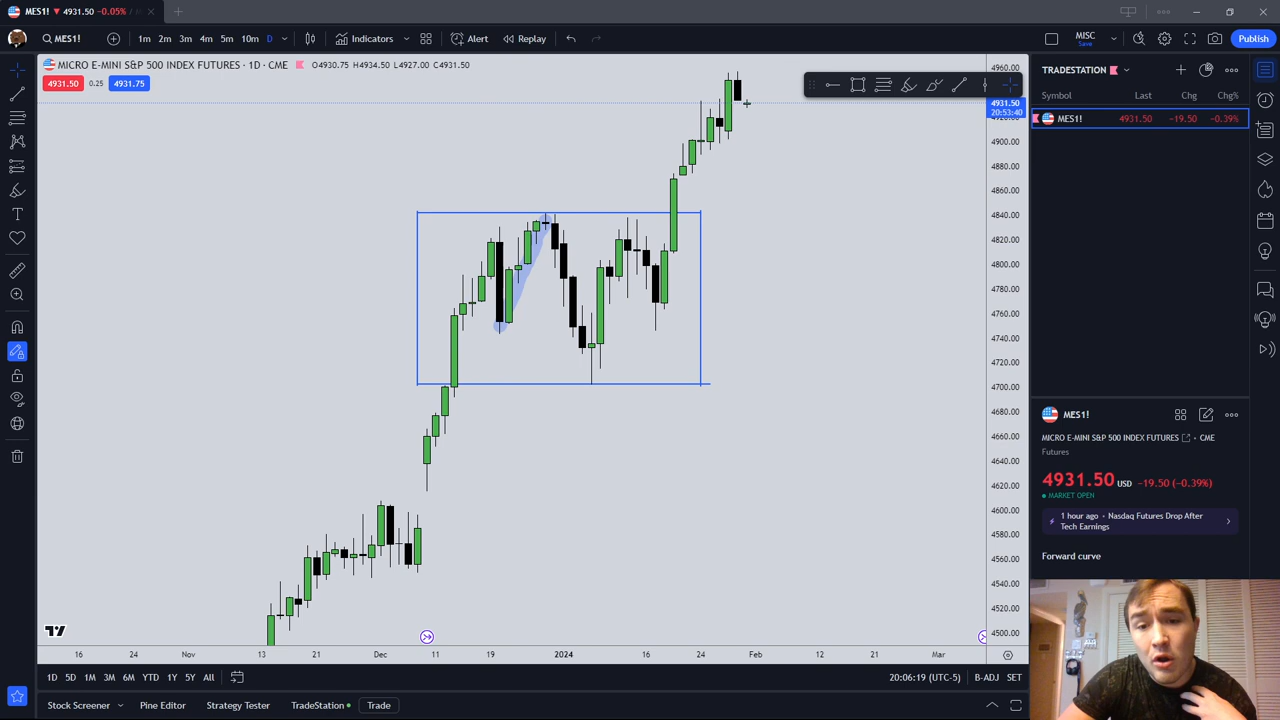 MES1! 4931.50 −0.05% /
MES1! 1m 2m 3m 4m 5m 10m D Indicators Alert Replay MISC Save Publish
MICRO E-MINI S&P 500 INDEX FUTURES · 1D · CME O4930.75 H4934.50 L4927.00 C4931.50
4931.50 0.25 4931.75
4960.00
4931.50
20:53:40
4900.00
4880.00
4860.00
4840.00
4820.00
4800.00
4780.00
4760.00
4740.00
4720.00
4700.00
4680.00
4660.00
4640.00
4620.00
4600.00
4580.00
4560.00
4540.00
4520.00
4500.00
16 24 Nov 13 21 Dec 11 19 2024 16 24 Feb 12 21 Mar
1D 5D 1M 3M 6M YTD 1Y 5Y All 20:06:19 (UTC-5) B-ADJ SET
Stock Screener Pine Editor Strategy Tester TradeStation Trade
TRADESTATION
Symbol Last Chg Chg%
MES1! 4931.50 −19.50 −0.39%
MES1!
MICRO E-MINI S&P 500 INDEX FUTURES · CME
Futures
4931.50 USD −19.50 (−0.39%)
MARKET OPEN
1 hour ago · Nasdaq Futures Drop After
Tech Earnings
Forward curve